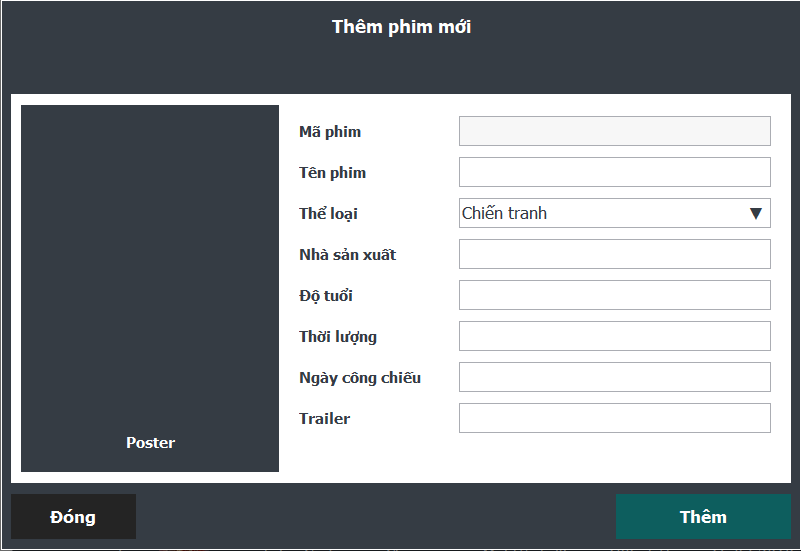 Thêm phim mới
Mã phim
Tên phim
Thể loại
Chiến tranh ▼
Nhà sản xuất
Độ tuổi
Thời lượng
Ngày công chiếu
Trailer
Poster
Đóng
Thêm